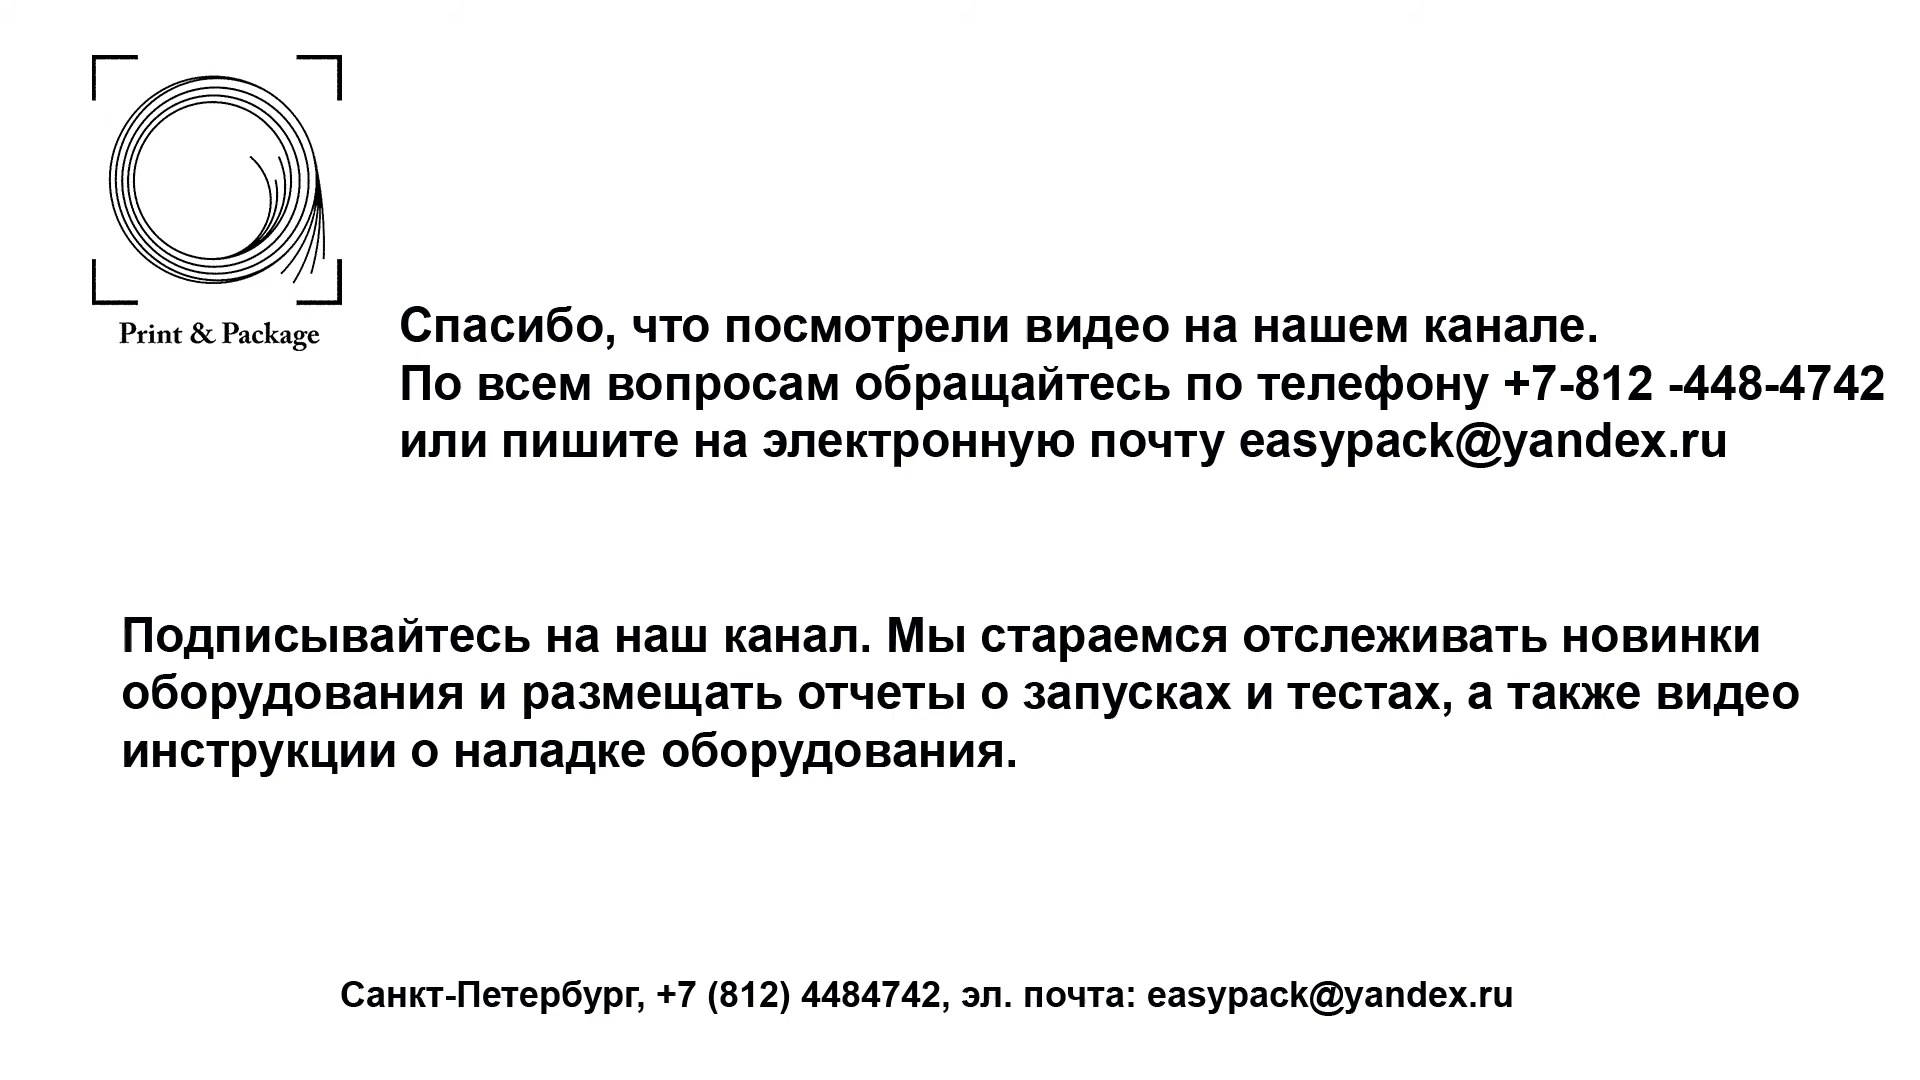 Print & Package
Спасибо, что посмотрели видео на нашем канале.
По всем вопросам обращайтесь по телефону +7-812 -448-4742
или пишите на электронную почту easypack@yandex.ru
Подписывайтесь на наш канал. Мы стараемся отслеживать новинки
оборудования и размещать отчеты о запусках и тестах, а также видео
инструкции о наладке оборудования.
Санкт-Петербург, +7 (812) 4484742, эл. почта: easypack@yandex.ru